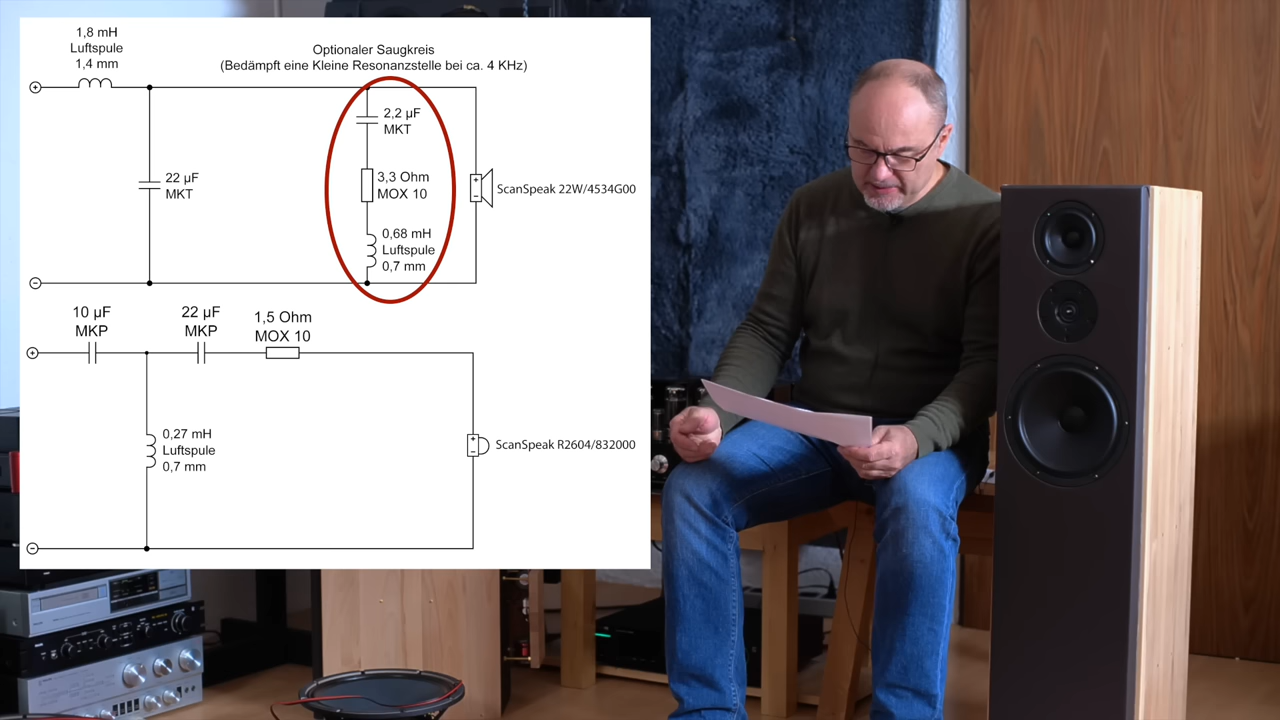 1,8 mH
Luftspule
1,4 mm
Optionaler Saugkreis
(Bedämpft eine Kleine Resonanzstelle bei ca. 4 KHz)
22 µF
MKT
2,2 µF
MKT
3,3 Ohm
MOX 10
0,68 mH
Luftspule
0,7 mm
ScanSpeak 22W/4534G00
10 µF
MKP
22 µF
MKP
1,5 Ohm
MOX 10
0,27 mH
Luftspule
0,7 mm
ScanSpeak R2604/832000